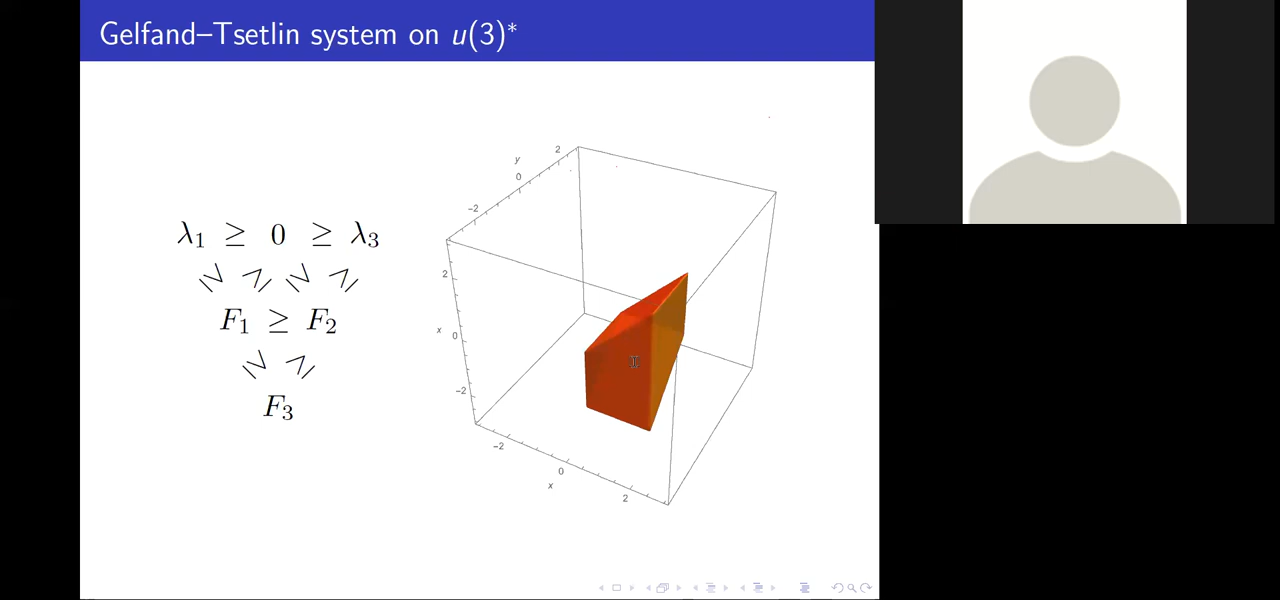 Gelfand–Tsetlin system on u(3)*
λ₁ ≥ 0 ≥ λ₃
≥ ≥ ≥ ≥
F₁ ≥ F₂
≥ ≥
F₃
y
2
0
−2
2
x
0
−2
−2
0
x
2